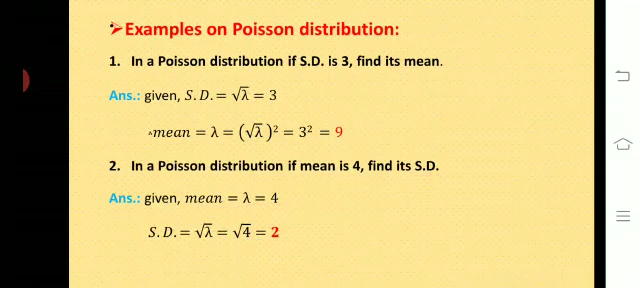 ➢Examples on Poisson distribution:
1. In a Poisson distribution if S.D. is 3, find its mean.
Ans.: given, S.D. = √λ = 3
∴mean = λ = (√λ )² = 3² = 9
2. In a Poisson distribution if mean is 4, find its S.D.
Ans.: given, mean = λ = 4
S.D. = √λ = √4 = 2